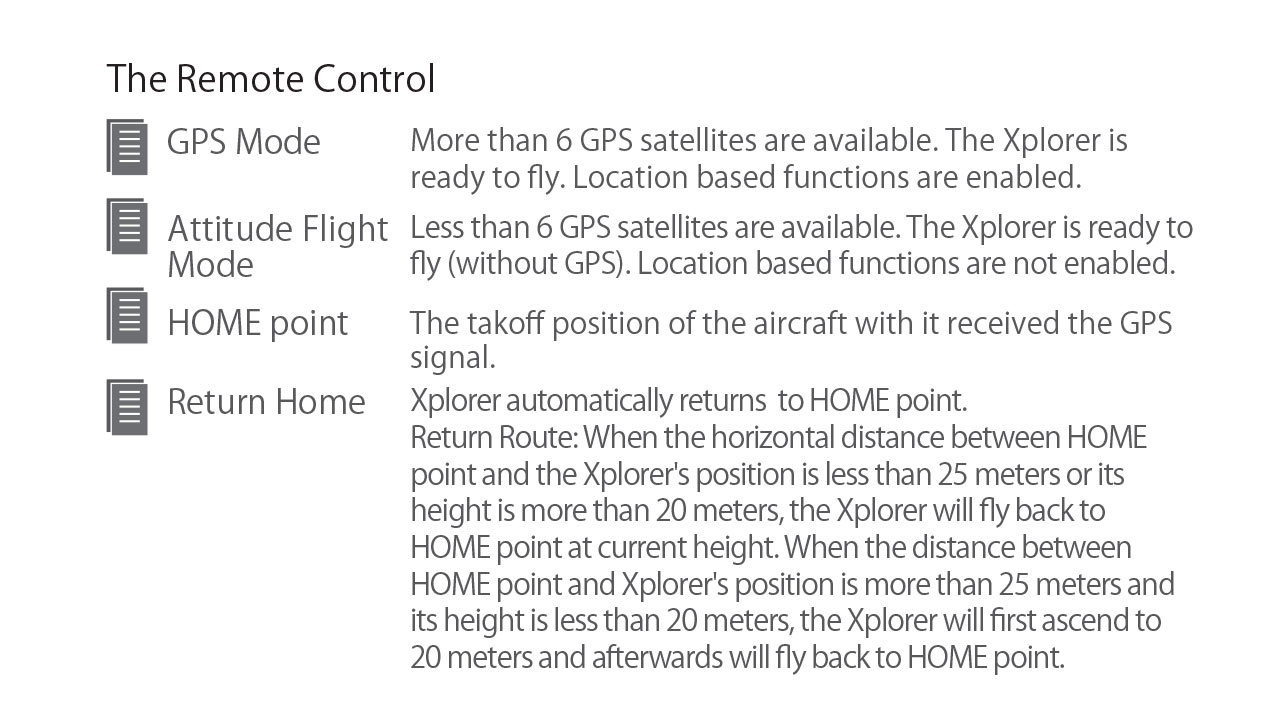 The Remote Control
GPS Mode
More than 6 GPS satellites are available. The Xplorer is
ready to fly. Location based functions are enabled.
Attitude Flight
Mode
Less than 6 GPS satellites are available. The Xplorer is ready to
fly (without GPS). Location based functions are not enabled.
HOME point
The takoff position of the aircraft with it received the GPS
signal.
Return Home
Xplorer automatically returns  to HOME point.
Return Route: When the horizontal distance between HOME
point and the Xplorer's position is less than 25 meters or its
height is more than 20 meters, the Xplorer will fly back to
HOME point at current height. When the distance between
HOME point and Xplorer's position is more than 25 meters and
its height is less than 20 meters, the Xplorer will first ascend to
20 meters and afterwards will fly back to HOME point.